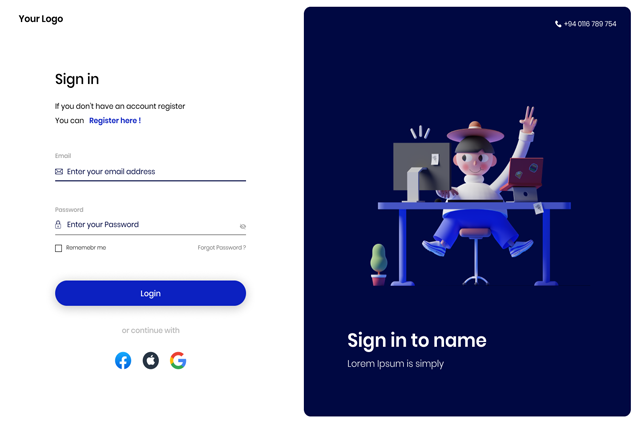 Your Logo
Sign in
If you don't have an account register
You can Register here !
Email
Enter your email address
Password
Enter your Password
Rememebr me
Forgot Password ?
Login
or continue with
+94 0116 789 754
Sign in to name
Lorem Ipsum is simply